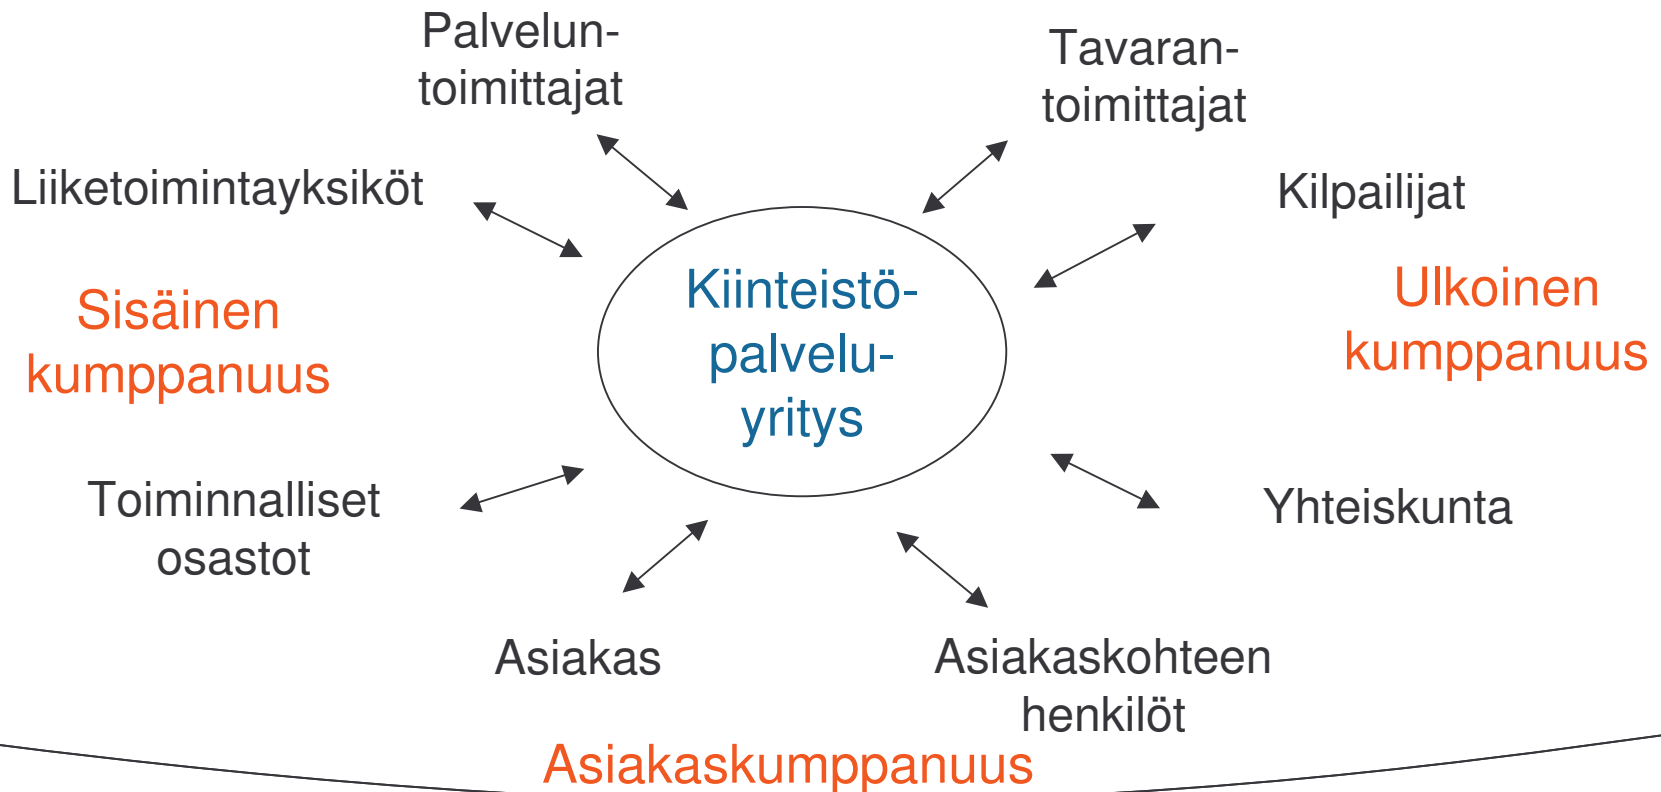 Palvelun-
toimittajat
Tavaran-
toimittajat
Liiketoimintayksiköt
Kilpailijat
Sisäinen
kumppanuus
Kiinteistö-
palvelu-
yritys
Ulkoinen
kumppanuus
Toiminnalliset
osastot
Yhteiskunta
Asiakas
Asiakaskohteen
henkilöt
Asiakaskumppanuus